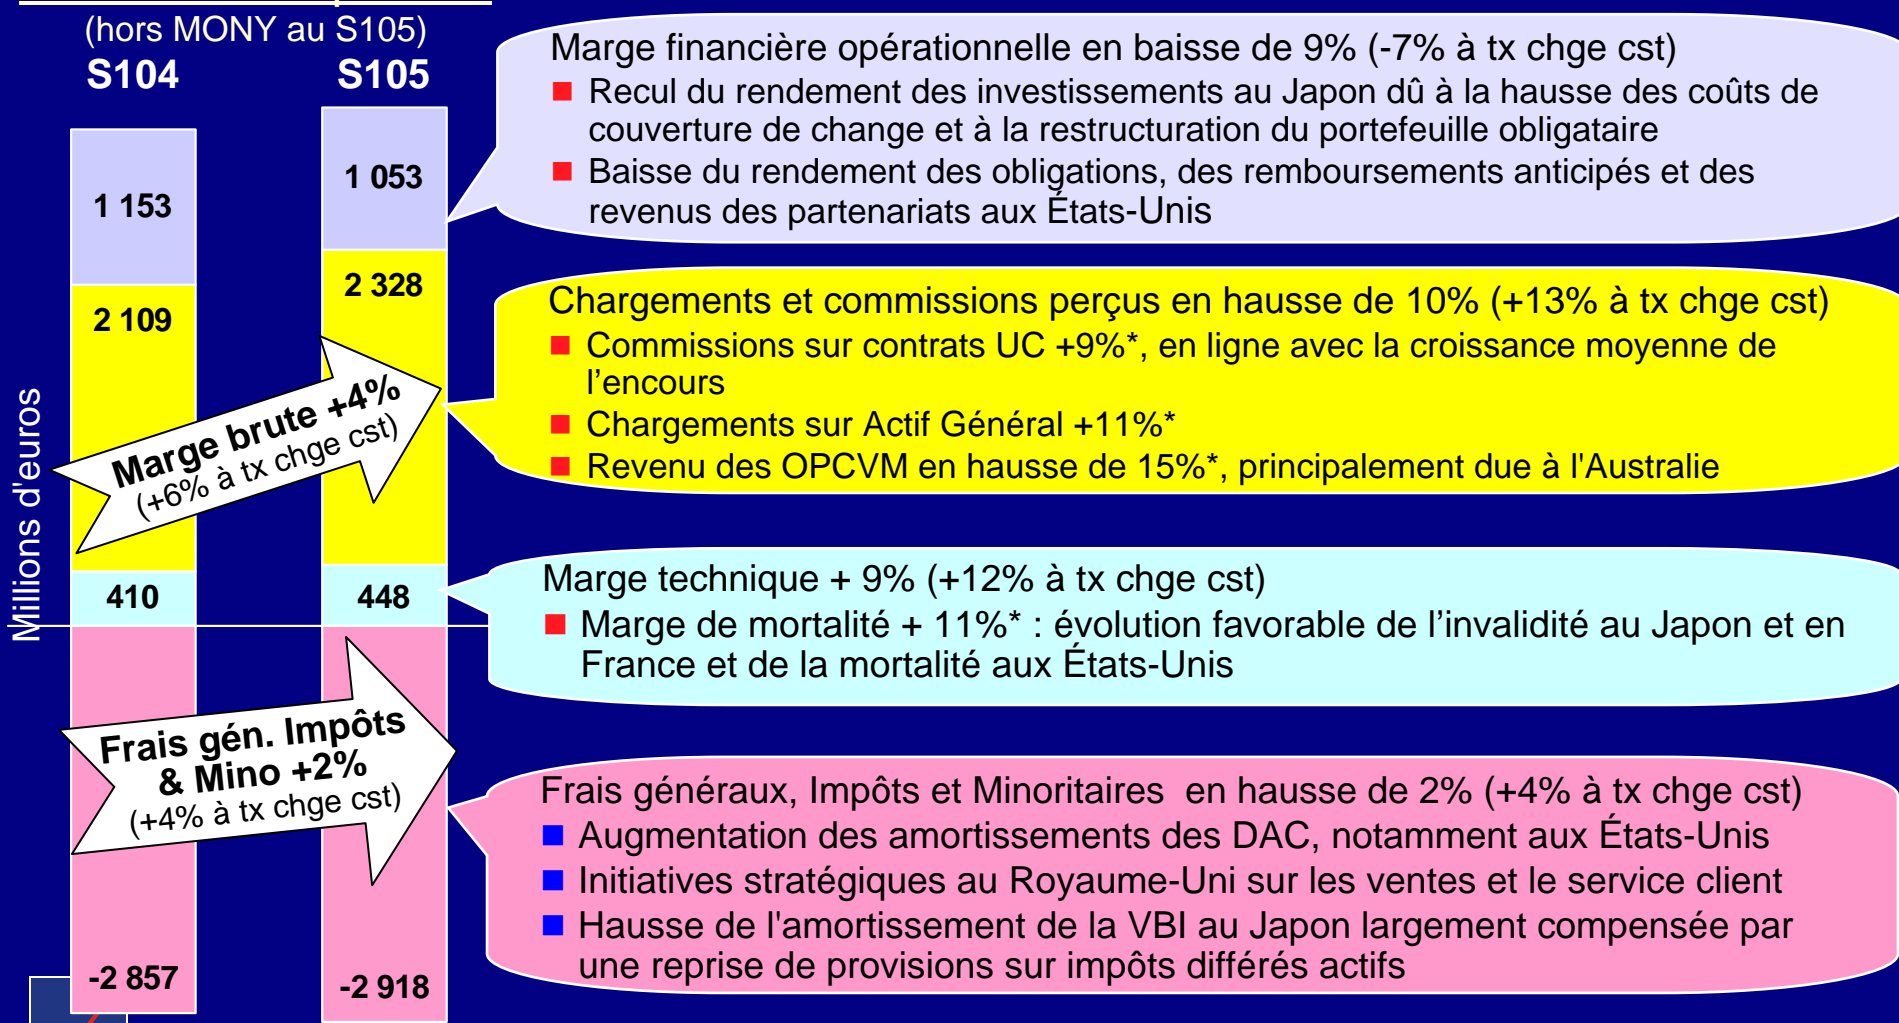 (hors MONY au S105)
S104
S105
Millions d'euros
1 153
1 053
2 109
2 328
Marge brute +4%
(+6% à tx chge cst)
410
448
Frais gén. Impôts
& Mino +2%
(+4% à tx chge cst)
-2 857
-2 918
Marge financière opérationnelle en baisse de 9% (-7% à tx chge cst)
Recul du rendement des investissements au Japon dû à la hausse des coûts de
couverture de change et à la restructuration du portefeuille obligataire
Baisse du rendement des obligations, des remboursements anticipés et des
revenus des partenariats aux États-Unis
Chargements et commissions perçus en hausse de 10% (+13% à tx chge cst)
Commissions sur contrats UC +9%*, en ligne avec la croissance moyenne de
l’encours
Chargements sur Actif Général +11%*
Revenu des OPCVM en hausse de 15%*, principalement due à l'Australie
Marge technique + 9% (+12% à tx chge cst)
Marge de mortalité + 11%* : évolution favorable de l’invalidité au Japon et en
France et de la mortalité aux États-Unis
Frais généraux, Impôts et Minoritaires  en hausse de 2% (+4% à tx chge cst)
Augmentation des amortissements des DAC, notamment aux États-Unis
Initiatives stratégiques au Royaume-Uni sur les ventes et le service client
Hausse de l'amortissement de la VBI au Japon largement compensée par
une reprise de provisions sur impôts différés actifs